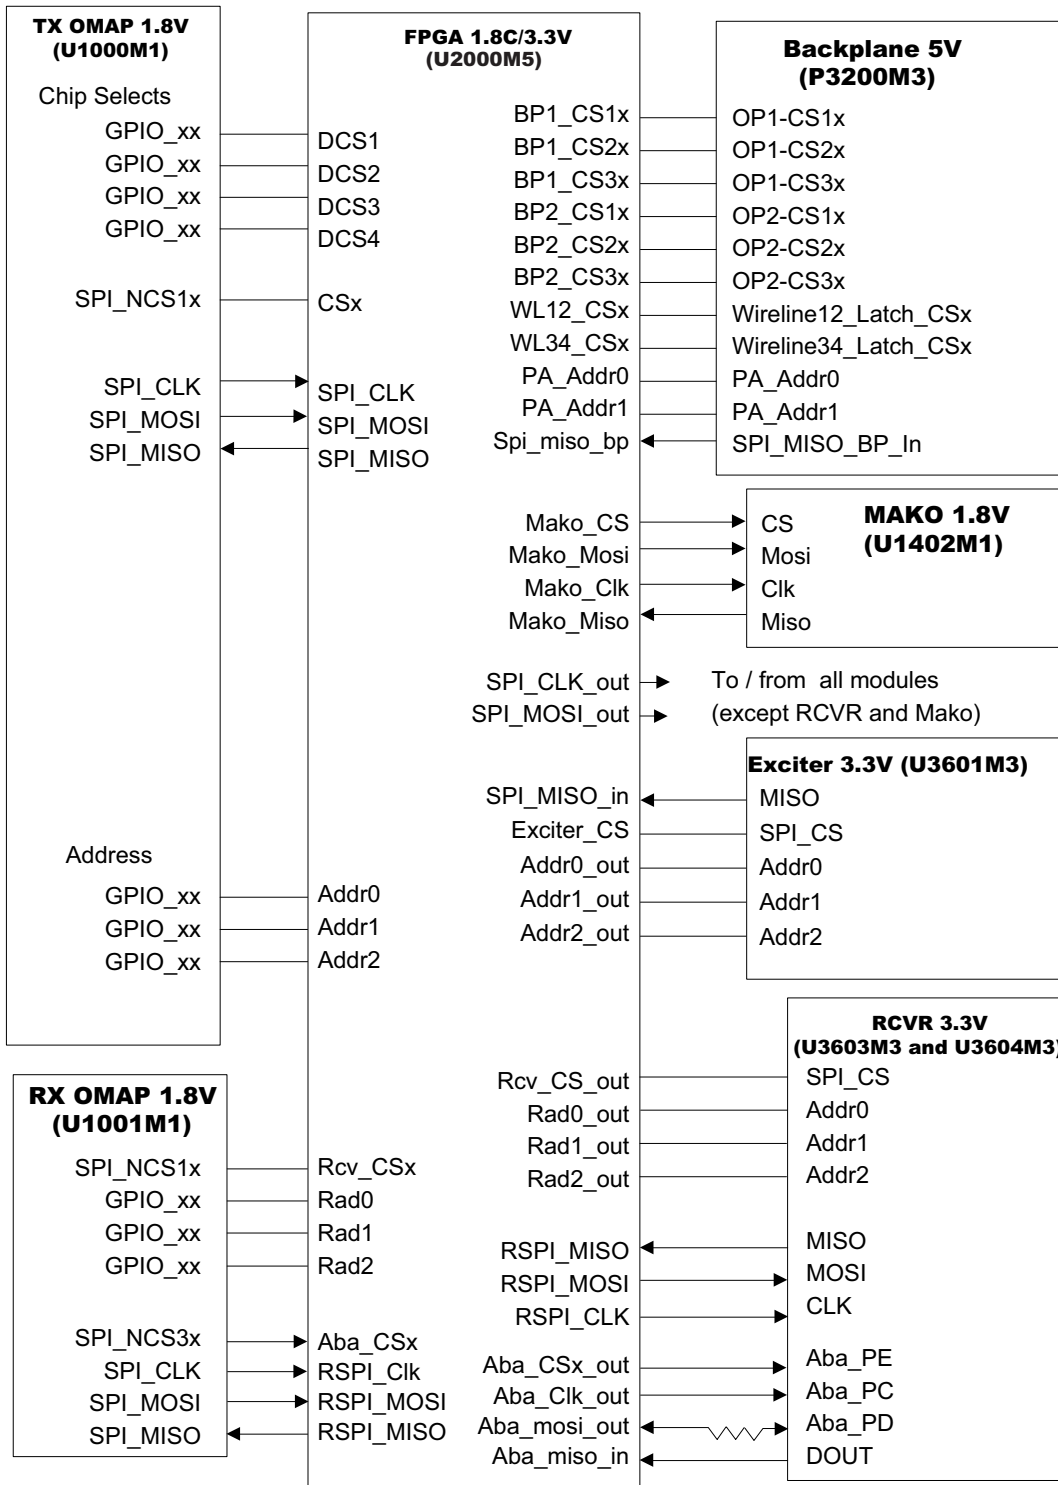 TX OMAP 1.8V
(U1000M1)
Chip Selects
GPIO_xx
GPIO_xx
GPIO_xx
GPIO_xx
SPI_NCS1x
SPI_CLK
SPI_MOSI
SPI_MISO
Address
GPIO_xx
GPIO_xx
GPIO_xx
RX OMAP 1.8V
(U1001M1)
SPI_NCS1x
GPIO_xx
GPIO_xx
GPIO_xx
SPI_NCS3x
SPI_CLK
SPI_MOSI
SPI_MISO
FPGA 1.8C/3.3V
(U2000M5)
DCS1
DCS2
DCS3
DCS4
CSx
SPI_CLK
SPI_MOSI
SPI_MISO
Addr0
Addr1
Addr2
Rcv_CSx
Rad0
Rad1
Rad2
Aba_CSx
RSPI_Clk
RSPI_MOSI
RSPI_MISO
BP1_CS1x
BP1_CS2x
BP1_CS3x
BP2_CS1x
BP2_CS2x
BP2_CS3x
WL12_CSx
WL34_CSx
PA_Addr0
PA_Addr1
Spi_miso_bp
Mako_CS
Mako_Mosi
Mako_Clk
Mako_Miso
SPI_CLK_out
SPI_MOSI_out
SPI_MISO_in
Exciter_CS
Addr0_out
Addr1_out
Addr2_out
Rcv_CS_out
Rad0_out
Rad1_out
Rad2_out
RSPI_MISO
RSPI_MOSI
RSPI_CLK
Aba_CSx_out
Aba_Clk_out
Aba_mosi_out
Aba_miso_in
Backplane 5V
(P3200M3)
OP1-CS1x
OP1-CS2x
OP1-CS3x
OP2-CS1x
OP2-CS2x
OP2-CS3x
Wireline12_Latch_CSx
Wireline34_Latch_CSx
PA_Addr0
PA_Addr1
SPI_MISO_BP_In
MAKO 1.8V
(U1402M1)
CS
Mosi
Clk
Miso
To / from all modules
(except RCVR and Mako)
Exciter 3.3V (U3601M3)
MISO
SPI_CS
Addr0
Addr1
Addr2
RCVR 3.3V
(U3603M3 and U3604M3)
SPI_CS
Addr0
Addr1
Addr2
MISO
MOSI
CLK
Aba_PE
Aba_PC
Aba_PD
DOUT